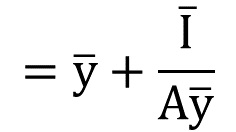 = ȳ + Ī / Aȳ